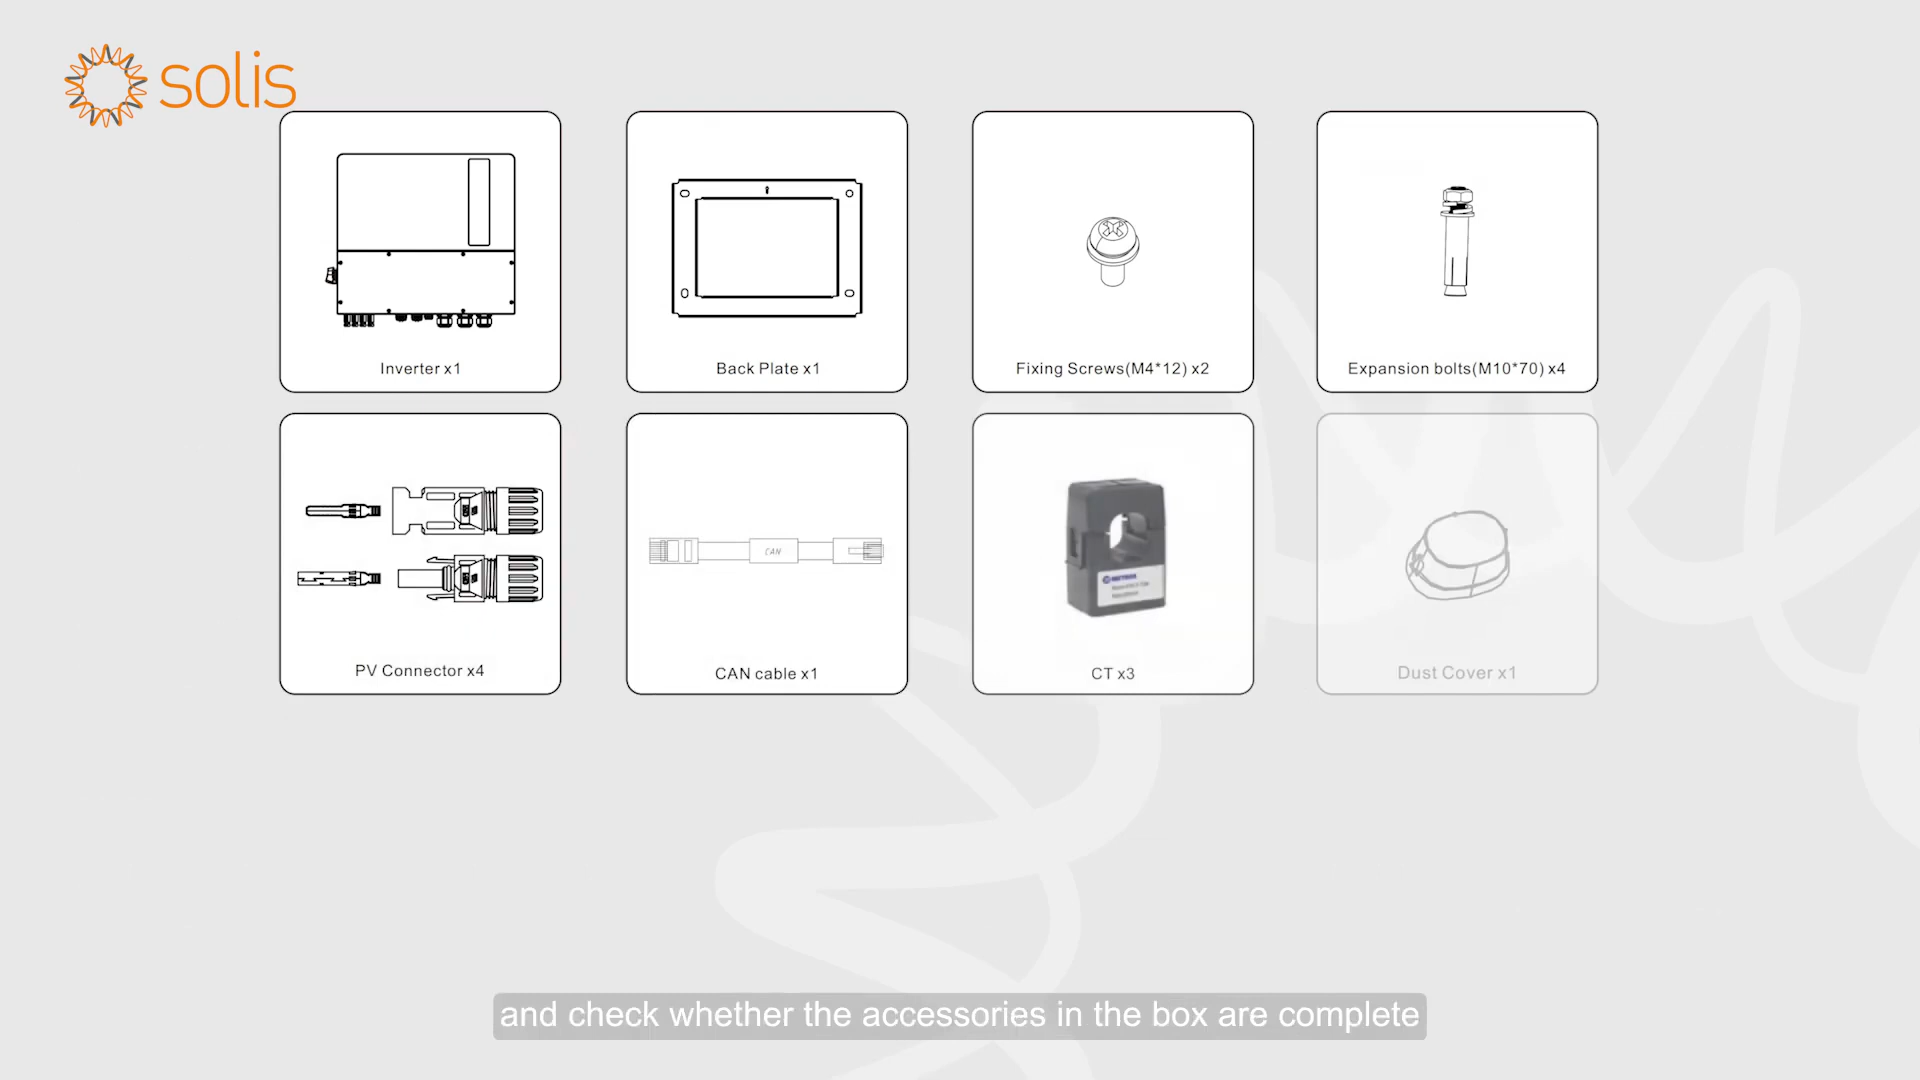 solis
Inverter x1
Back Plate x1
Fixing Screws(M4*12) x2
Expansion bolts(M10*70) x4
CAN
PV Connector x4
CAN cable x1
CT x3
Dust Cover x1
and check whether the accessories in the box are complete